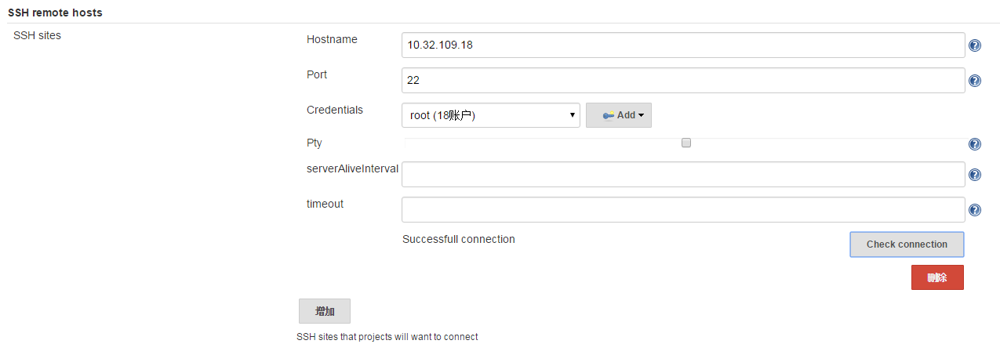 SSH remote hosts
SSH sites
Hostname 10.32.109.18
Port 22
Credentials root (18账户) Add
Pty
serverAliveInterval
timeout
Successfull connection Check connection
删除
增加
SSH sites that projects will want to connect